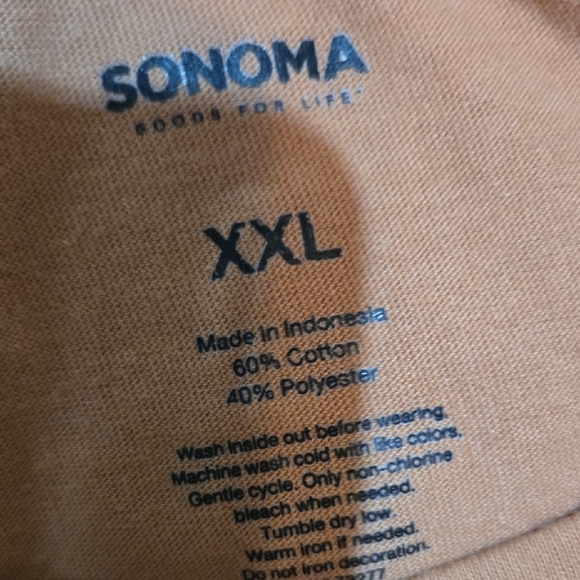 SONOMA
GOODS FOR LIFE
XXL
Made in Indonesia
60% Cotton
40% Polyester
Wash inside out before wearing.
Machine wash cold with like colors.
Gentle cycle. Only non-chlorine
bleach when needed.
Tumble dry low.
Warm iron if needed.
Do not iron decoration.